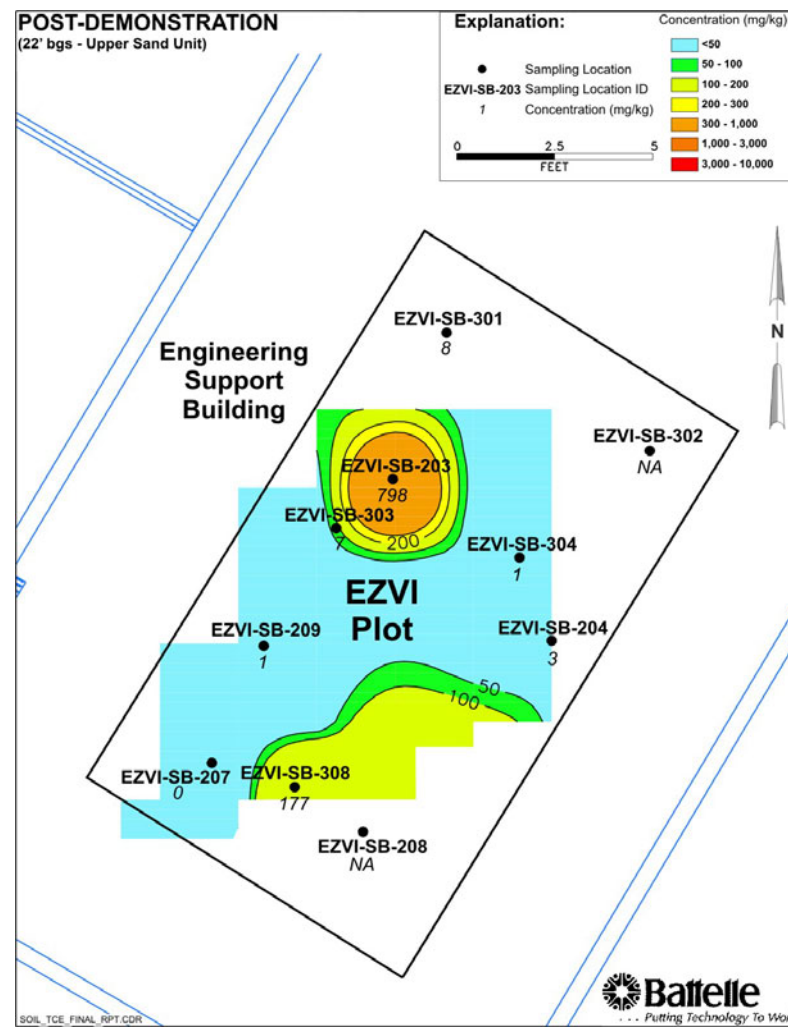 POST-DEMONSTRATION
(22' bgs - Upper Sand Unit)
Explanation:
Sampling Location
EZVI-SB-203 Sampling Location ID
1 Concentration (mg/kg)
0 2.5 5
FEET
Concentration (mg/kg)
<50
50 - 100
100 - 200
200 - 300
300 - 1,000
1,000 - 3,000
3,000 - 10,000
N
EZVI-SB-301
8
Engineering
Support
Building
EZVI-SB-302
NA
EZVI-SB-203
798
EZVI-SB-303
7
200
EZVI-SB-304
1
EZVI
Plot
EZVI-SB-209
1
EZVI-SB-204
3
50
100
EZVI-SB-207
0
EZVI-SB-308
177
EZVI-SB-208
NA
Battelle
. . . Putting Technology To Wo
SOIL_TCE_FINAL_RPT.CDR